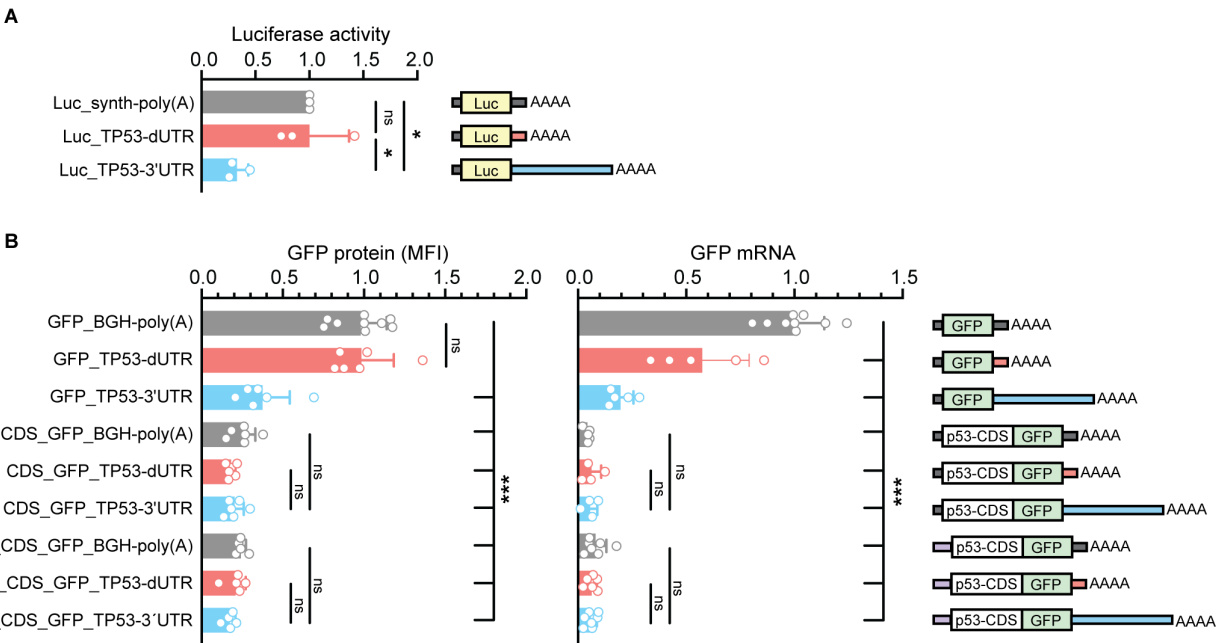 A
Luciferase activity
0.0 0.5 1.0 1.5 2.0
Luc_synth-poly(A) Luc AAAA
ns
*
Luc_TP53-dUTR Luc AAAA
*
Luc_TP53-3'UTR Luc AAAA
B
GFP protein (MFI) GFP mRNA
0.0 0.5 1.0 1.5 2.0 0.0 0.5 1.0 1.5
GFP_BGH-poly(A) GFP AAAA
ns
GFP_TP53-dUTR GFP AAAA
GFP_TP53-3'UTR GFP AAAA
CDS_GFP_BGH-poly(A) p53-CDS GFP AAAA
ns ns
CDS_GFP_TP53-dUTR p53-CDS GFP AAAA
ns *** ns ***
CDS_GFP_TP53-3'UTR p53-CDS GFP AAAA
_CDS_GFP_BGH-poly(A) p53-CDS GFP AAAA
ns ns
_CDS_GFP_TP53-dUTR p53-CDS GFP AAAA
ns ns
_CDS_GFP_TP53-3´UTR p53-CDS GFP AAAA